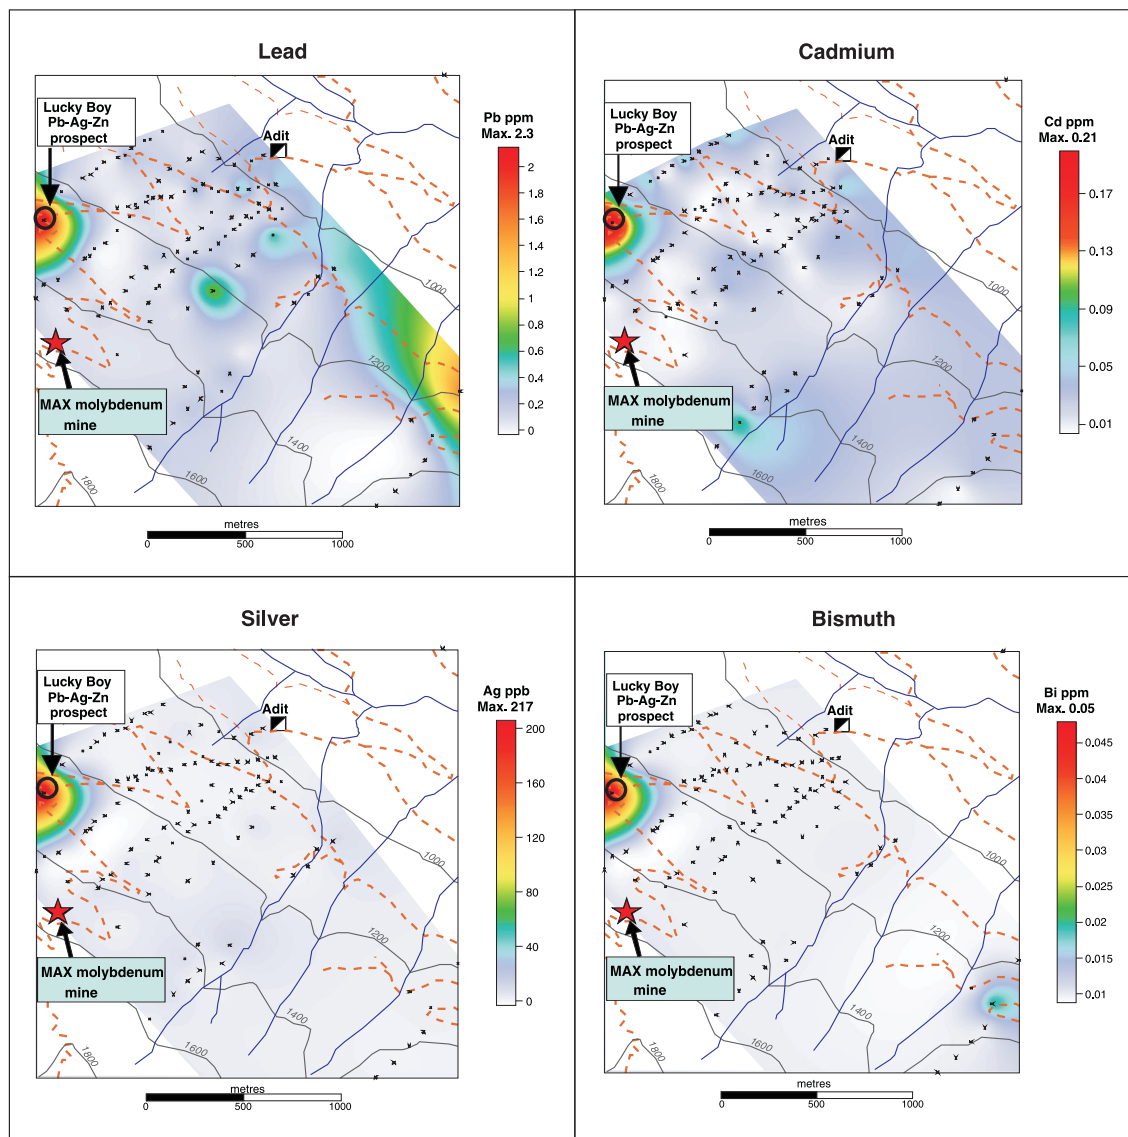 Lead
Lucky Boy
Pb-Ag-Zn
prospect
Adit
Pb ppm
Max. 2.3
2
1.8
1.6
1.4
1.2
1
0.8
0.6
0.4
0.2
0
1000
1200
1400
1600
1800
MAX molybdenum
mine
metres
0 500 1000
Cadmium
Lucky Boy
Pb-Ag-Zn
prospect
Adit
Cd ppm
Max. 0.21
0.17
0.13
0.09
0.05
0.01
1000
1200
1400
1600
1800
MAX molybdenum
mine
metres
0 500 1000
Silver
Lucky Boy
Pb-Ag-Zn
prospect
Adit
Ag ppb
Max. 217
200
160
120
80
40
0
1000
1200
1400
1600
1800
MAX molybdenum
mine
metres
0 500 1000
Bismuth
Lucky Boy
Pb-Ag-Zn
prospect
Adit
Bi ppm
Max. 0.05
0.045
0.04
0.035
0.03
0.025
0.02
0.015
0.01
1000
1200
1400
1600
1800
MAX molybdenum
mine
metres
0 500 1000